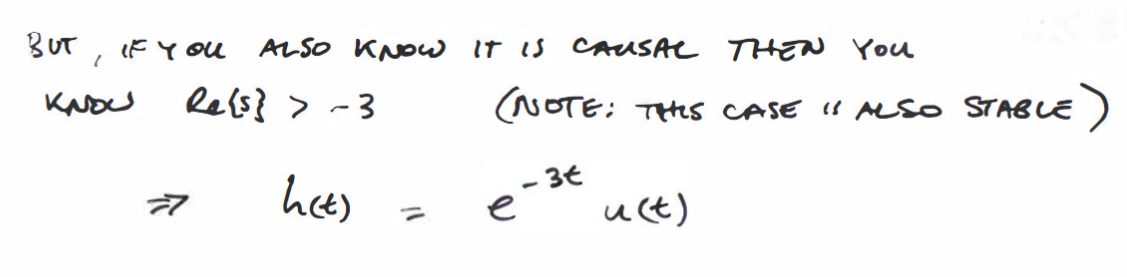 BUT, IF YOU ALSO KNOW IT IS CAUSAL THEN YOU
KNOW Re{s} > -3 (NOTE: THIS CASE IS ALSO STABLE)
⇒ h(t) = e^{-3t} u(t)